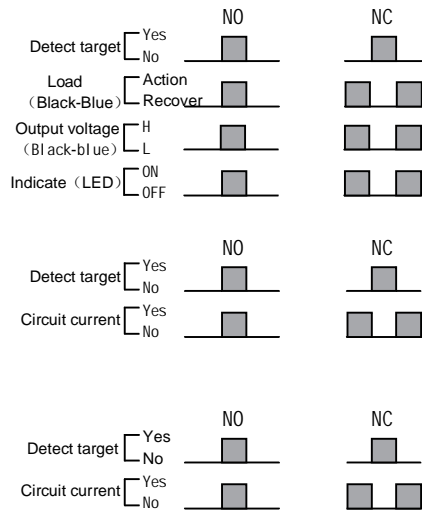 NO NC
Detect target Yes
No
Load Action
(Black-Blue) Recover
Output voltage H
(Black-blue) L
Indicate (LED) ON
OFF
NO NC
Detect target Yes
No
Circuit current Yes
No
NO NC
Detect target Yes
No
Circuit current Yes
No